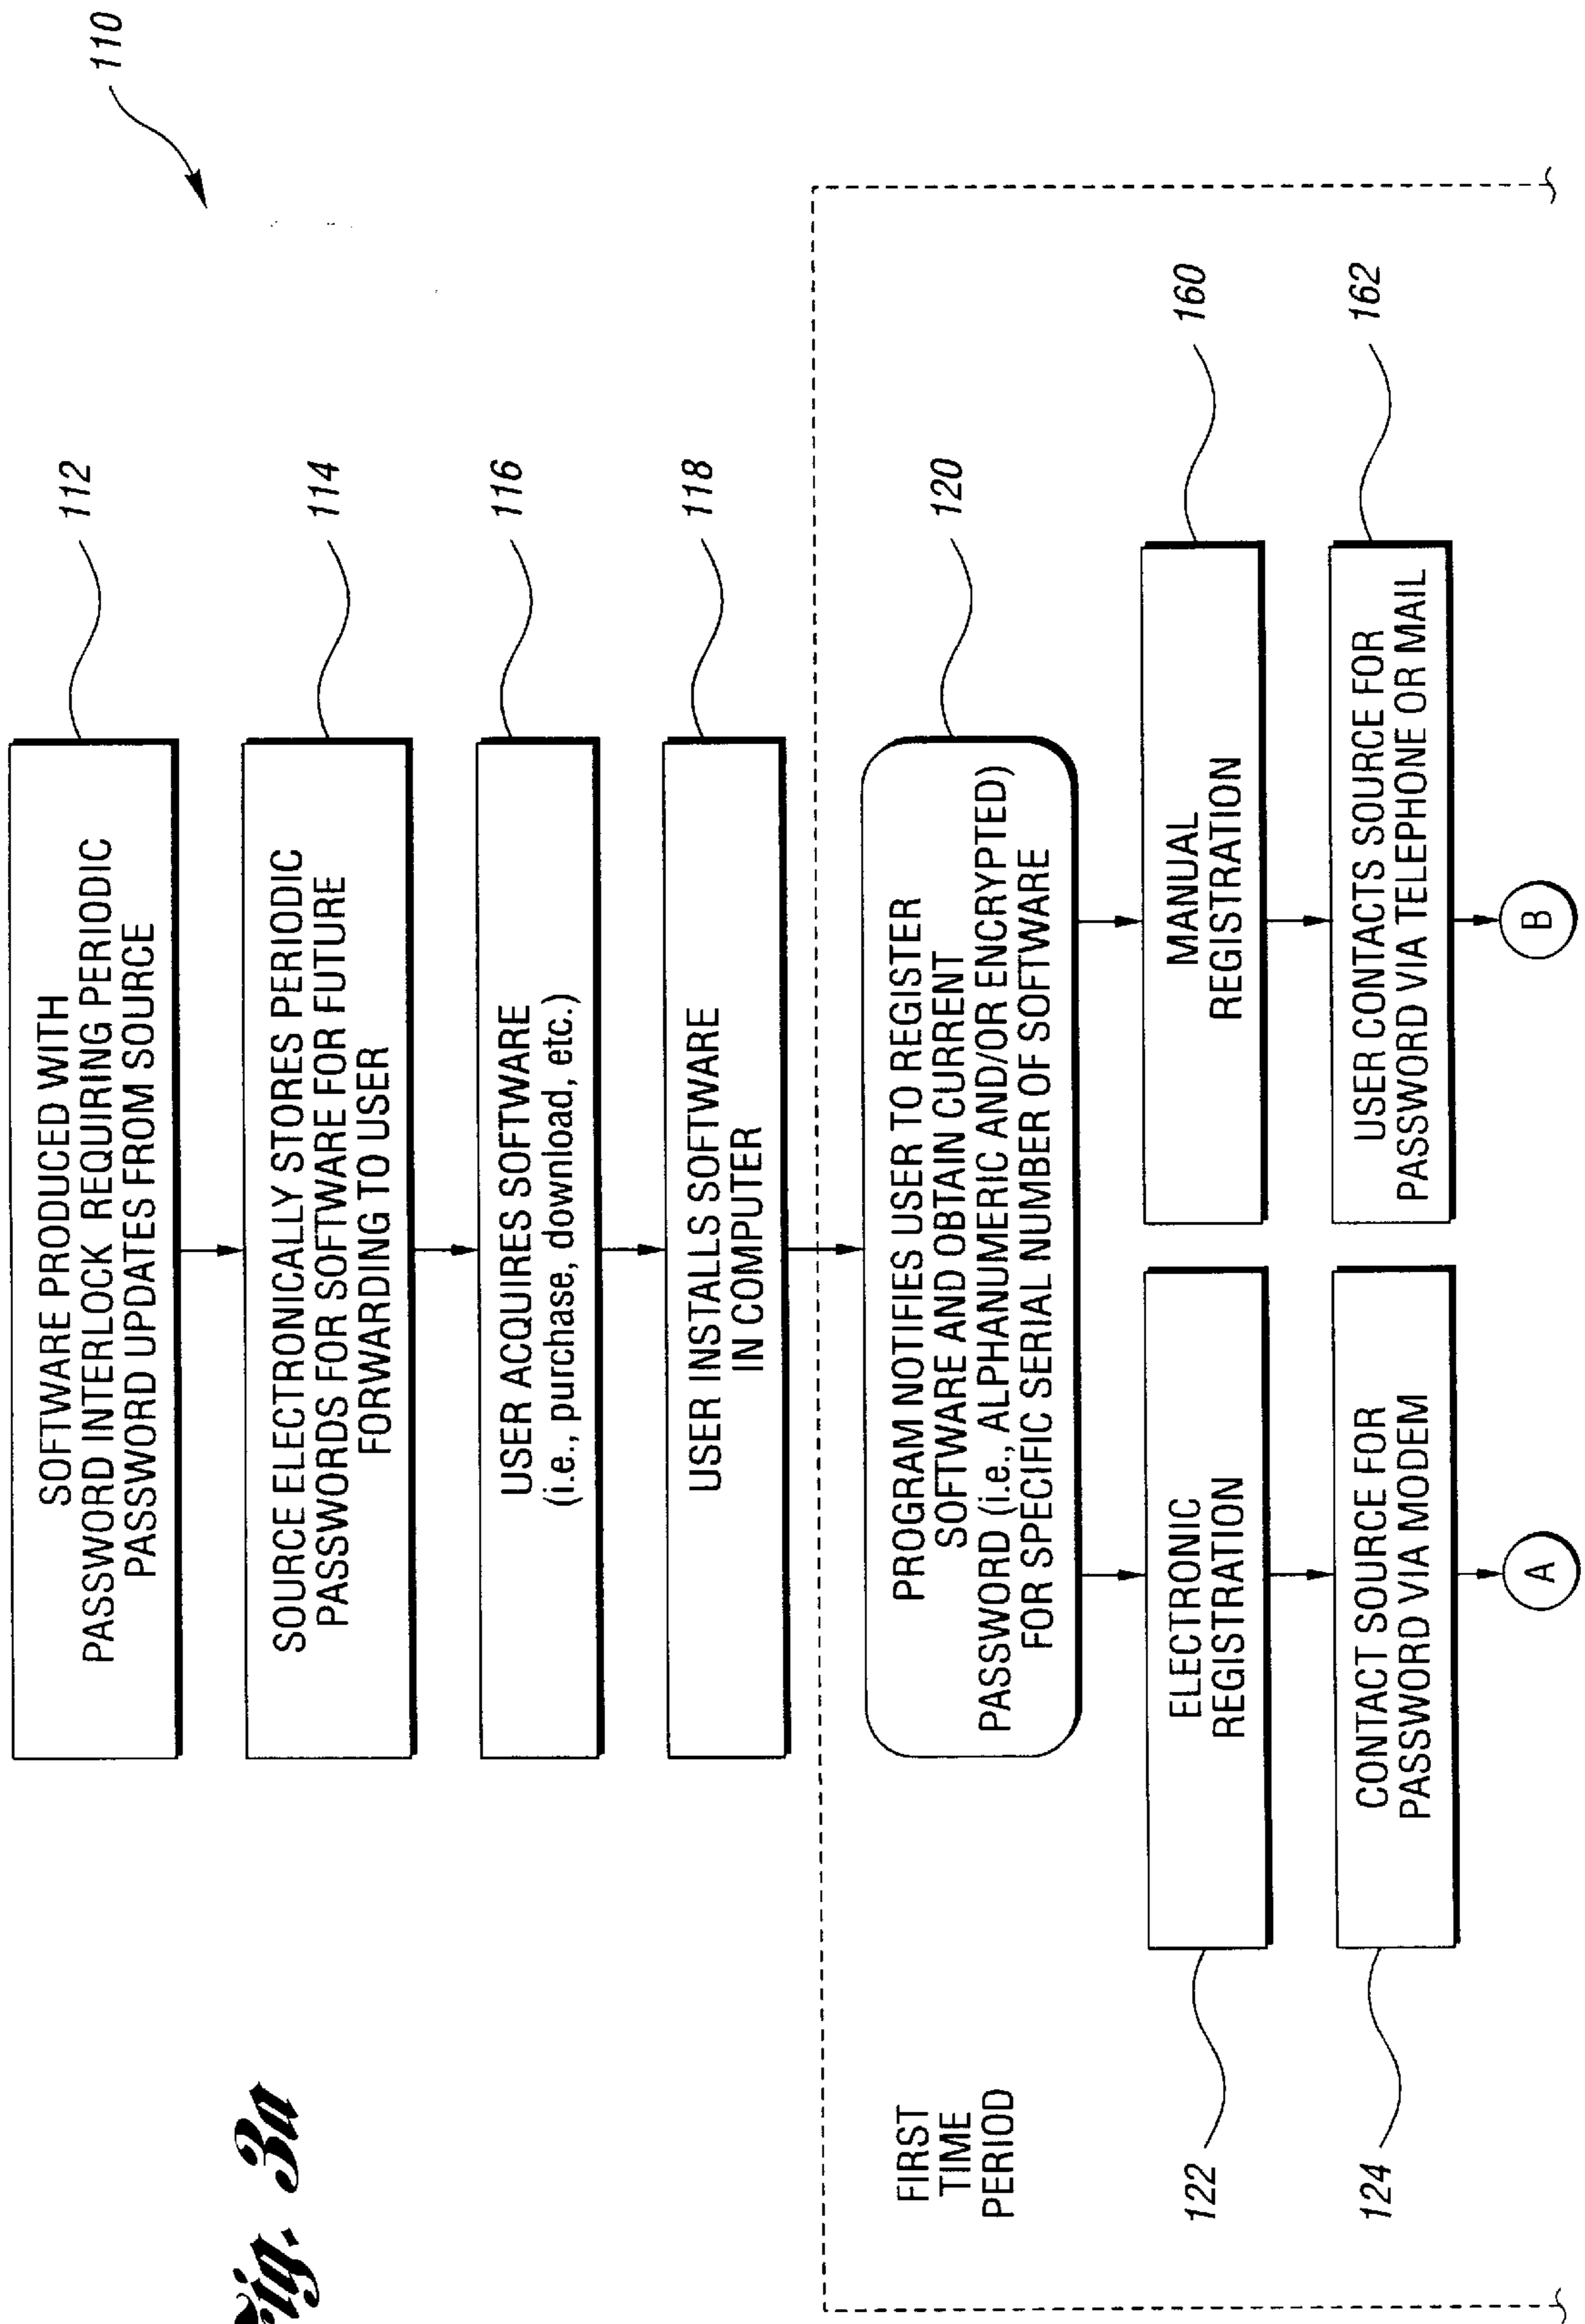 110
SOFTWARE PRODUCED WITH
PASSWORD INTERLOCK REQUIRING PERIODIC
PASSWORD UPDATES FROM SOURCE
112
SOURCE ELECTRONICALLY STORES PERIODIC
PASSWORDS FOR SOFTWARE FOR FUTURE
FORWARDING TO USER
114
USER ACQUIRES SOFTWARE
(i.e., purchase, download, etc.)
116
USER INSTALLS SOFTWARE
IN COMPUTER
118
FIRST
TIME
PERIOD
PROGRAM NOTIFIES USER TO REGISTER
SOFTWARE AND OBTAIN CURRENT
PASSWORD (i.e., ALPHANUMERIC AND/OR ENCRYPTED)
FOR SPECIFIC SERIAL NUMBER OF SOFTWARE
120
122
ELECTRONIC
REGISTRATION
MANUAL
REGISTRATION
160
124
CONTACT SOURCE FOR
PASSWORD VIA MODEM
USER CONTACTS SOURCE FOR
PASSWORD VIA TELEPHONE OR MAIL
162
A
B
Fig. 3a